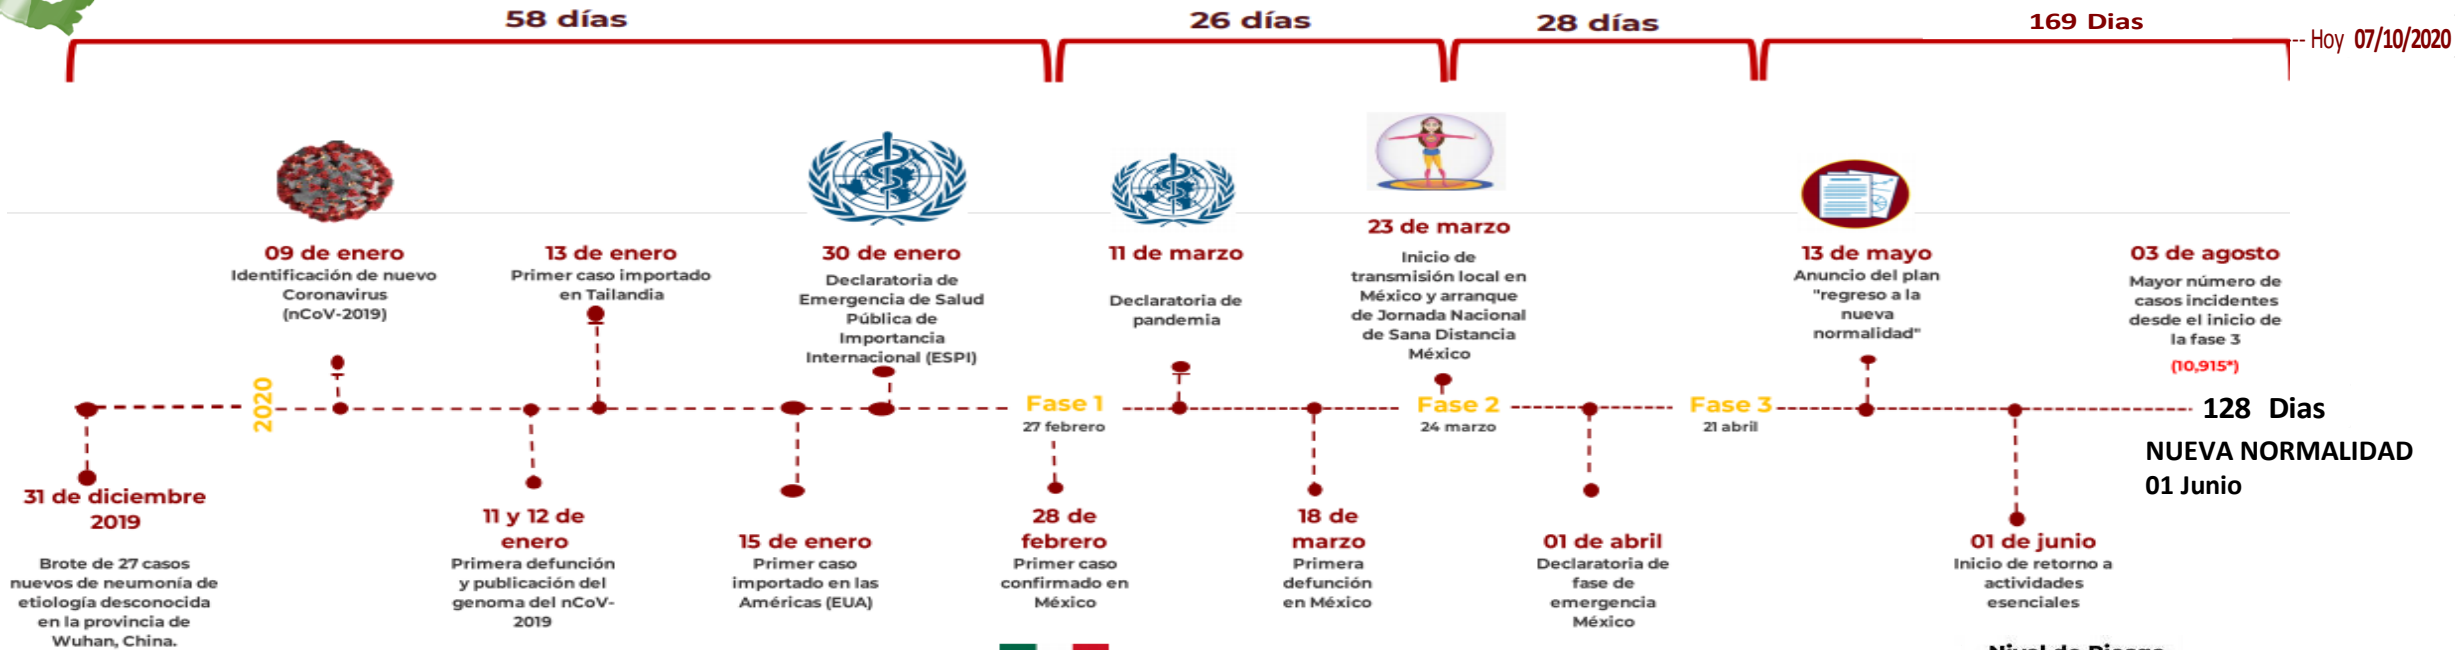 58 días
26 días
28 días
169 Dias
-- Hoy 07/10/2020
09 de enero
Identificación de nuevo
Coronavirus
(nCoV-2019)
13 de enero
Primer caso importado
en Tailandia
30 de enero
Declaratoria de
Emergencia de Salud
Pública de
Importancia
Internacional (ESPI)
11 de marzo
Declaratoria de
pandemia
23 de marzo
Inicio de
transmisión local en
México y arranque
de Jornada Nacional
de Sana Distancia
México
13 de mayo
Anuncio del plan
"regreso a la
nueva
normalidad"
03 de agosto
Mayor número de
casos incidentes
desde el inicio de
la fase 3
(10,915*)
2020
Fase 1
27 febrero
Fase 2
24 marzo
Fase 3
21 abril
128 Dias
NUEVA NORMALIDAD
01 Junio
31 de diciembre
2019
Brote de 27 casos
nuevos de neumonía de
etiología desconocida
en la provincia de
Wuhan, China.
11 y 12 de
enero
Primera defunción
y publicación del
genoma del nCoV-
2019
15 de enero
Primer caso
importado en las
Américas (EUA)
28 de
febrero
Primer caso
confirmado en
México
18 de
marzo
Primera
defunción
en México
01 de abril
Declaratoria de
fase de
emergencia
México
01 de junio
Inicio de retorno a
actividades
esenciales
Nivel de Riesgo